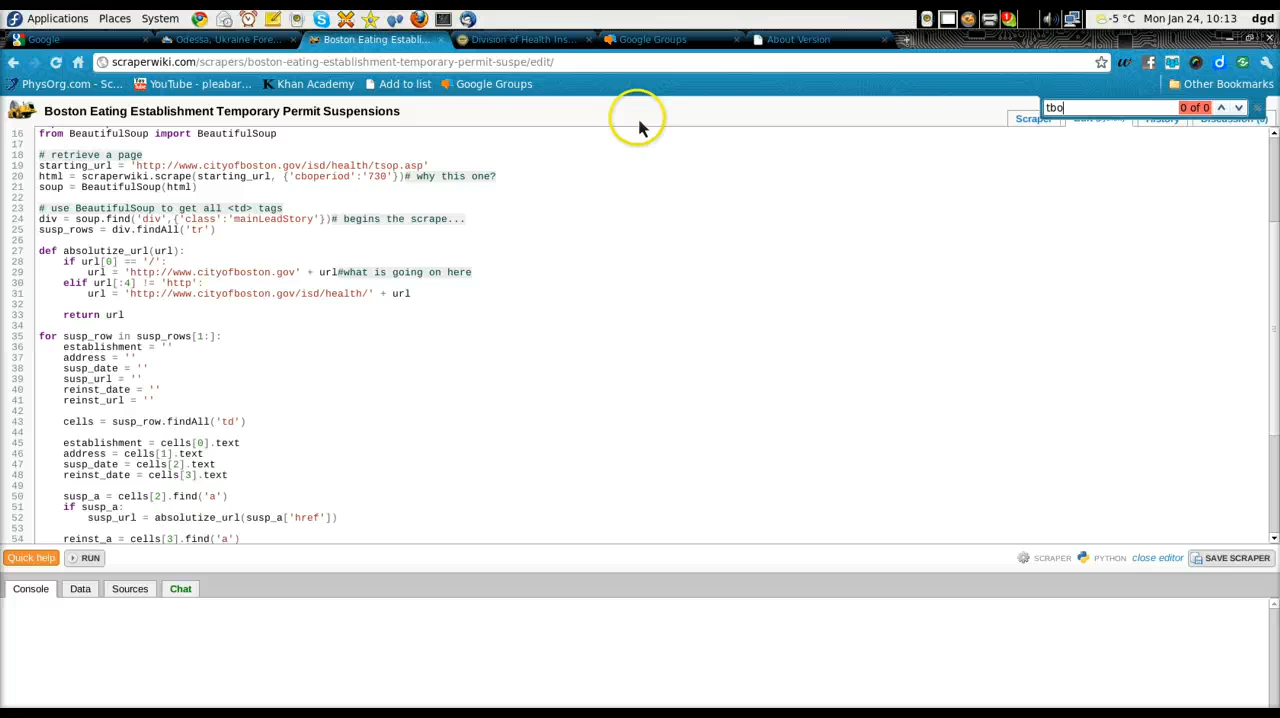 Applications Places System -5 °C Mon Jan 24, 10:13 dgd
Google Odessa, Ukraine Fore... Boston Eating Establi... Division of Health Ins... Google Groups About Version
scraperwiki.com/scrapers/boston-eating-establishment-temporary-permit-suspe/edit/
PhysOrg.com - Sc... YouTube - pleabar... Khan Academy Add to list Google Groups Other Bookmarks
tbo 0 of 0
Boston Eating Establishment Temporary Permit Suspensions
16 from BeautifulSoup import BeautifulSoup
17
18 # retrieve a page
19 starting_url = 'http://www.cityofboston.gov/isd/health/tsop.asp'
20 html = scraperwiki.scrape(starting_url, {'cboperiod':'730'})# why this one?
21 soup = BeautifulSoup(html)
22
23 # use BeautifulSoup to get all <td> tags
24 div = soup.find('div',{'class':'mainLeadStory'})# begins the scrape...
25 susp_rows = div.findAll('tr')
26
27 def absolutize_url(url):
28 if url[0] == '/':
29 url = 'http://www.cityofboston.gov' + url#what is going on here
30 elif url[:4] != 'http':
31 url = 'http://www.cityofboston.gov/isd/health/' + url
32
33 return url
34
35 for susp_row in susp_rows[1:]:
36 establishment = ''
37 address = ''
38 susp_date = ''
39 susp_url = ''
40 reinst_date = ''
41 reinst_url = ''
42
43 cells = susp_row.findAll('td')
44
45 establishment = cells[0].text
46 address = cells[1].text
47 susp_date = cells[2].text
48 reinst_date = cells[3].text
49
50 susp_a = cells[2].find('a')
51 if susp_a:
52 susp_url = absolutize_url(susp_a['href'])
53
54 reinst_a = cells[3].find('a')
Quick help RUN SCRAPER PYTHON close editor SAVE SCRAPER
Console Data Sources Chat